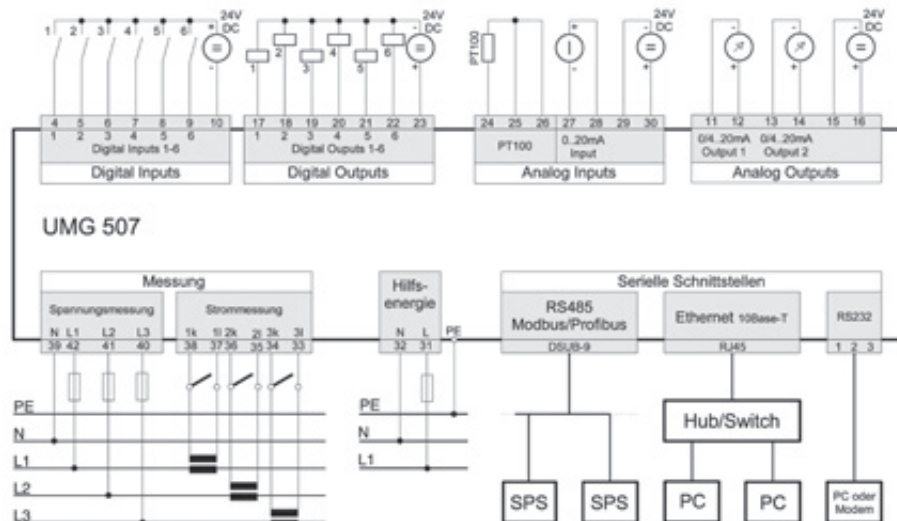 24V DC + -
24V DC - +
24V DC - +
24V DC - +
1 2 3 4 5 6
1 2 3 4 5 6
PT100
+ -
- +
- +
4 5 6 7 8 9 10
17 18 19 20 21 22 23
24 25 26 27 28 29 30
11 12 13 14 15 16
1 2 3 4 5 6
1 2 3 4 5 6
Digital Inputs 1-6
Digital Ouputs 1-6
PT100
0..20mA Input
0/4..20mA Output 1
0/4..20mA Output 2
Digital Inputs
Digital Outputs
Analog Inputs
Analog Outputs
UMG 507
Messung
Hilfs-
energie
Serielle Schnittstellen
Spannungsmessung
Strommessung
RS485
Modbus/Profibus
Ethernet 10Base-T
RS232
N L1 L2 L3
1k 1l 2k 2l 3k 3l
N L PE
39 42 41 40
38 37 36 35 34 33
32 31
DSUB-9
RJ45
1 2 3
PE
N
L1
L2
L3
PE
N
L1
Hub/Switch
SPS
SPS
PC
PC
PC oder
Modem